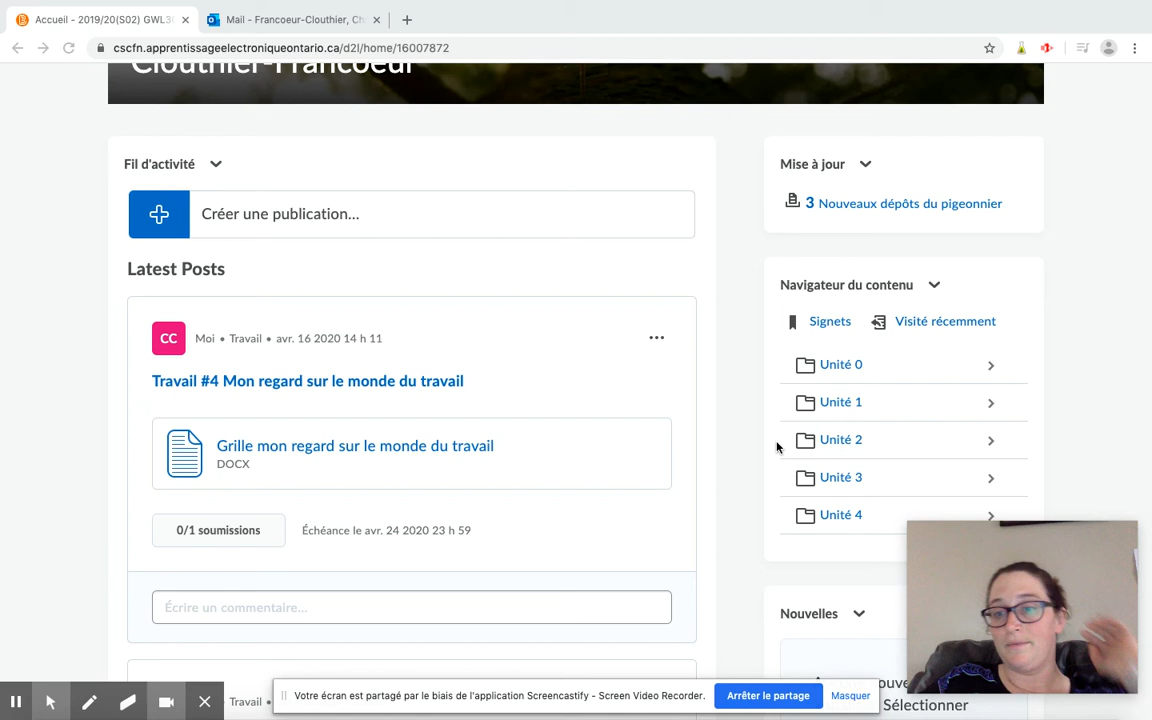 Accueil - 2019/20(S02) GWL3
Mail - Francoeur-Clouthier, Ch
cscfn.apprentissageelectroniqueontario.ca/d2l/home/16007872
Clouthier-Francoeur
Fil d'activité
Créer une publication...
Latest Posts
CC
Moi • Travail • avr. 16 2020 14 h 11
Travail #4 Mon regard sur le monde du travail
Grille mon regard sur le monde du travail
DOCX
0/1 soumissions
Échéance le avr. 24 2020 23 h 59
Écrire un commentaire...
Travail •
Mise à jour
3 Nouveaux dépôts du pigeonnier
Navigateur du contenu
Signets
Visité récemment
Unité 0
Unité 1
Unité 2
Unité 3
Unité 4
Nouvelles
Sélectionner
Votre écran est partagé par le biais de l'application Screencastify - Screen Video Recorder.
Arrêter le partage
Masquer